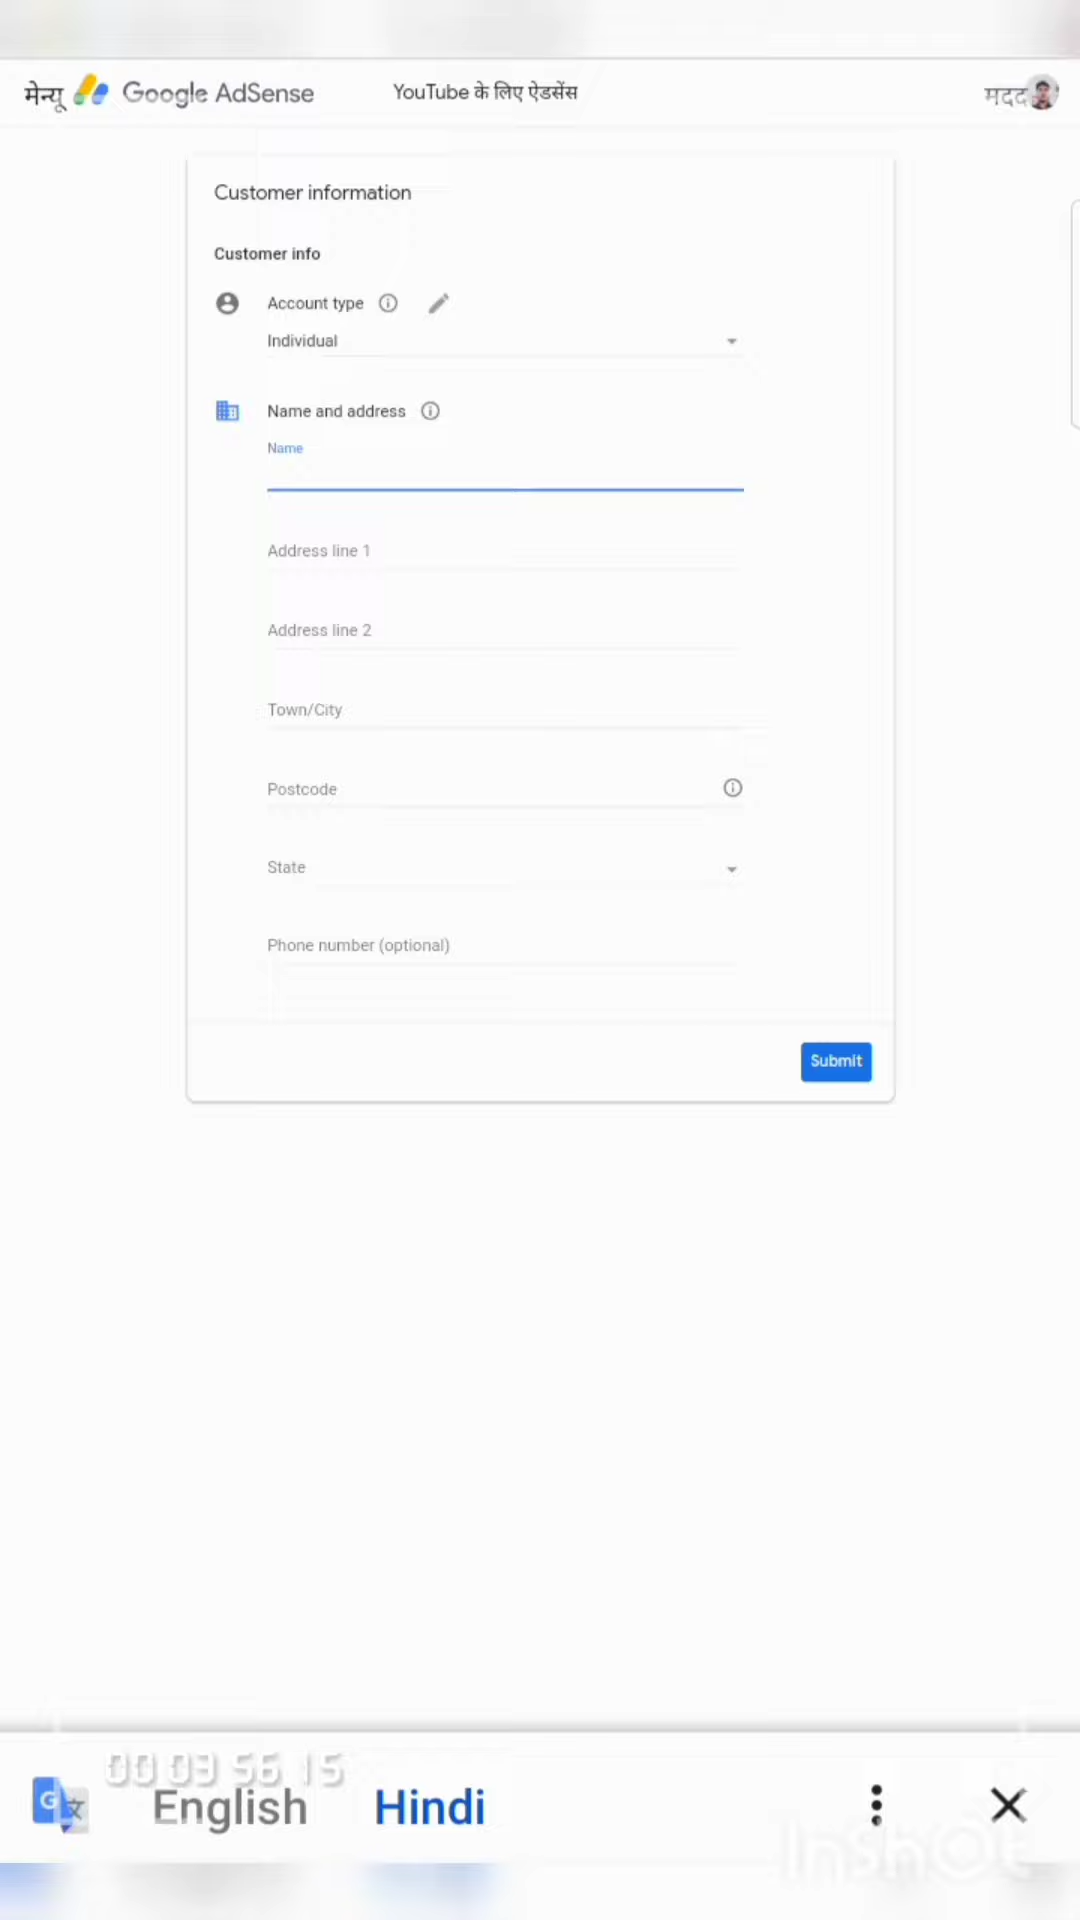 मेन्यू Google AdSense YouTube के लिए ऐडसेंस मदद
Customer information
Customer info
Account type
Individual
Name and address
Name
Address line 1
Address line 2
Town/City
Postcode
State
Phone number (optional)
Submit
00 03 56 15
English Hindi
InShOt